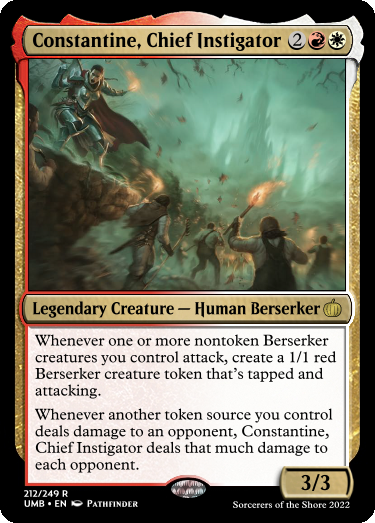 Constantine, Chief Instigator 2
Legendary Creature — Human Berserker
Whenever one or more nontoken Berserker
creatures you control attack, create a 1/1 red
Berserker creature token that's tapped and
attacking.
Whenever another token source you control
deals damage to an opponent, Constantine,
Chief Instigator deals that much damage to
each opponent.
3/3
212/249 R
UMB • EN PATHFINDER
Sorcerers of the Shore 2022